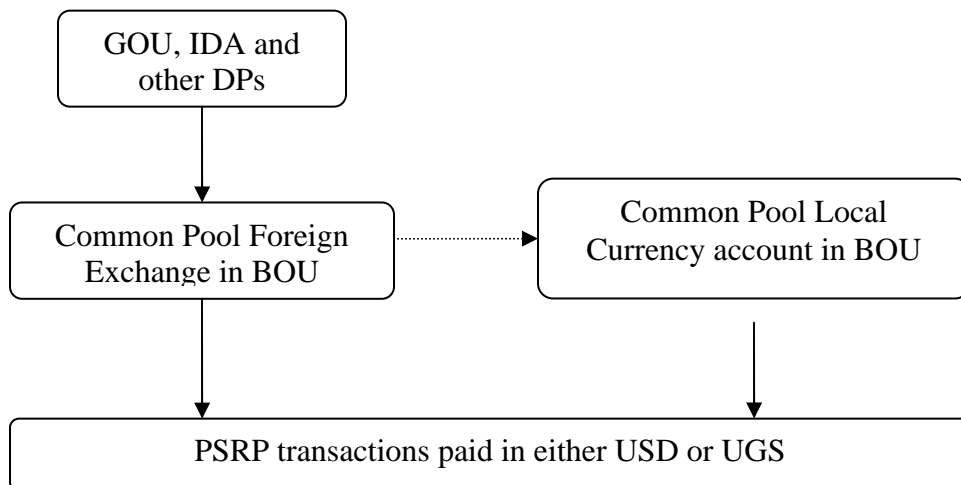 GOU, IDA and
other DPs
Common Pool Foreign
Exchange in BOU
Common Pool Local
Currency account in BOU
PSRP transactions paid in either USD or UGS